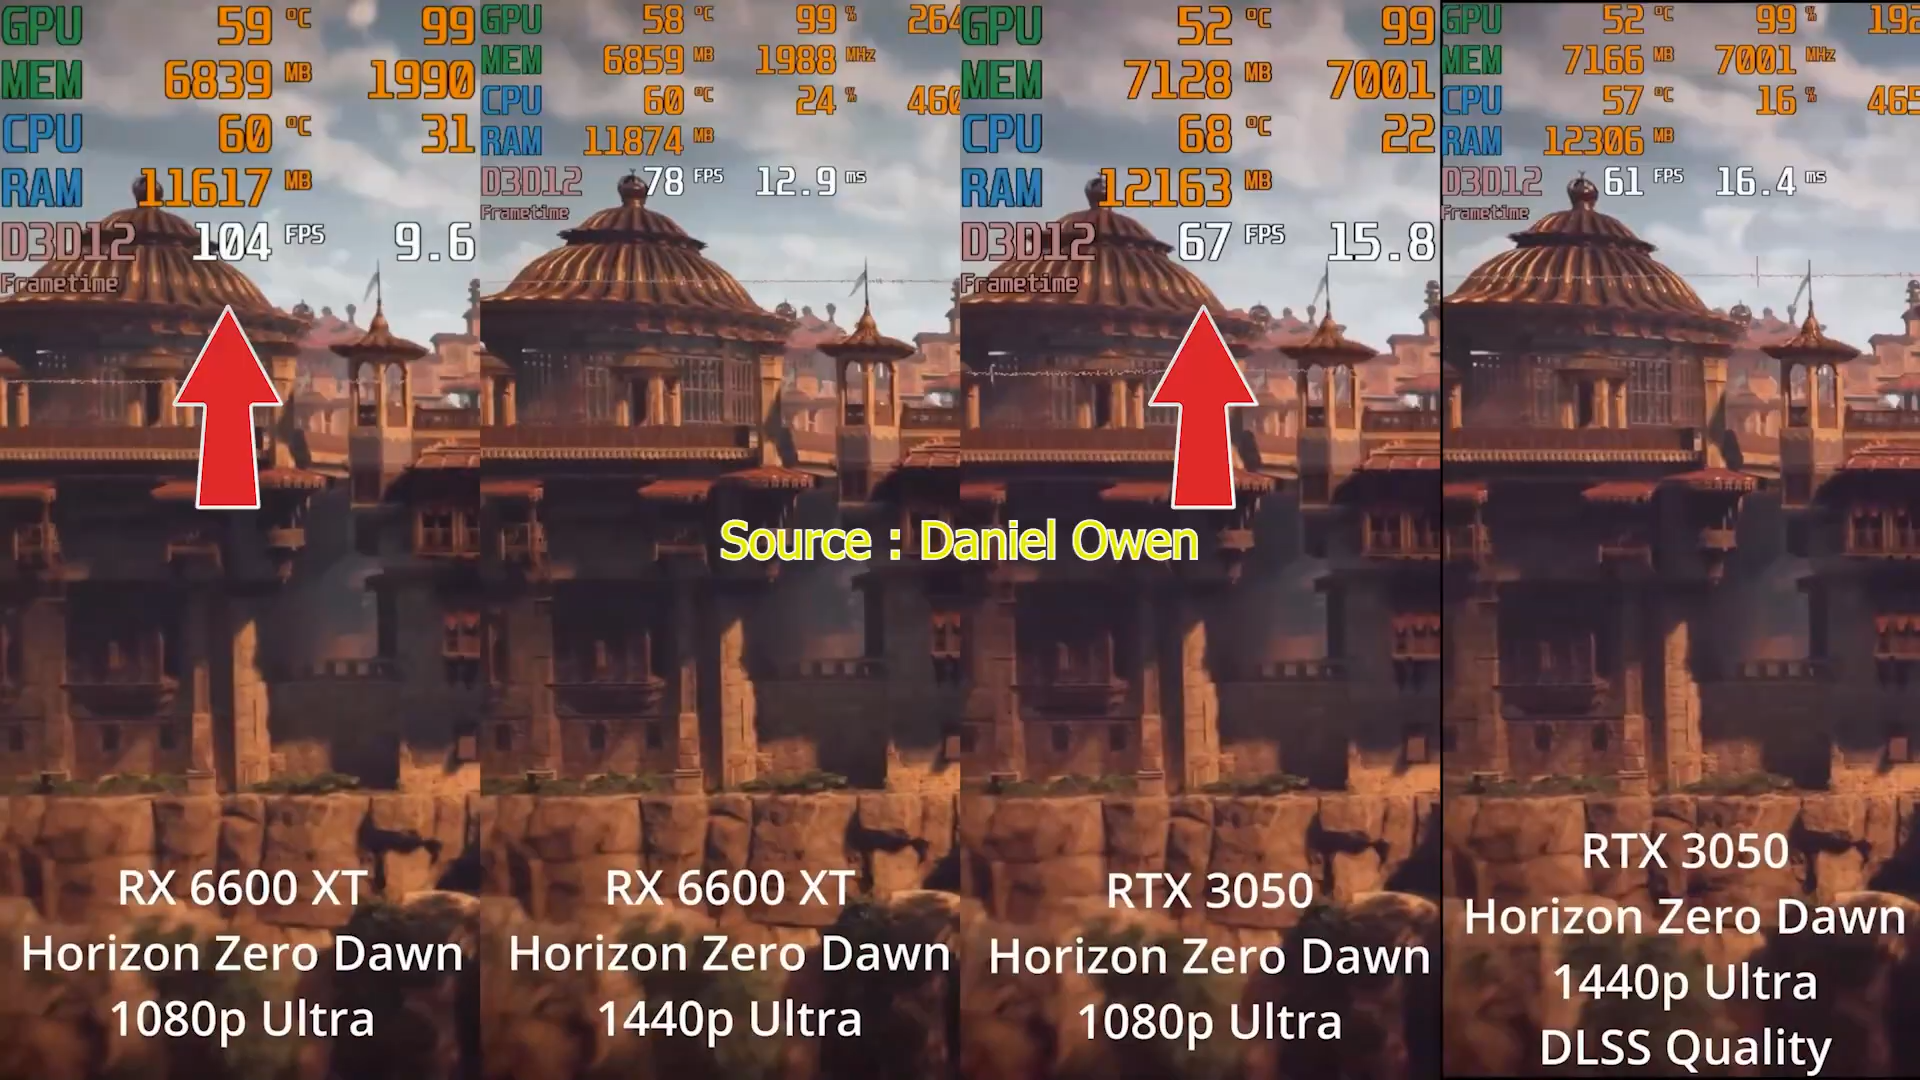 GPU 59 °C 99
MEM 6839 MB 1990
CPU 60 °C 31
RAM 11617 MB
D3D12 104 FPS 9.6
Frametime
RX 6600 XT
Horizon Zero Dawn
1080p Ultra
GPU 58 °C 99 % 264
MEM 6859 MB 1988 MHz
CPU 60 °C 24 % 460
RAM 11874 MB
D3D12 78 FPS 12.9 ms
Frametime
RX 6600 XT
Horizon Zero Dawn
1440p Ultra
GPU 52 °C 99
MEM 7128 MB 7001
CPU 68 °C 22
RAM 12163 MB
D3D12 67 FPS 15.8
Frametime
RTX 3050
Horizon Zero Dawn
1080p Ultra
GPU 52 °C 99 % 192
MEM 7166 MB 7001 MHz
CPU 57 °C 16 % 465
RAM 12306 MB
D3D12 61 FPS 16.4 ms
Frametime
RTX 3050
Horizon Zero Dawn
1440p Ultra
DLSS Quality
Source : Daniel Owen